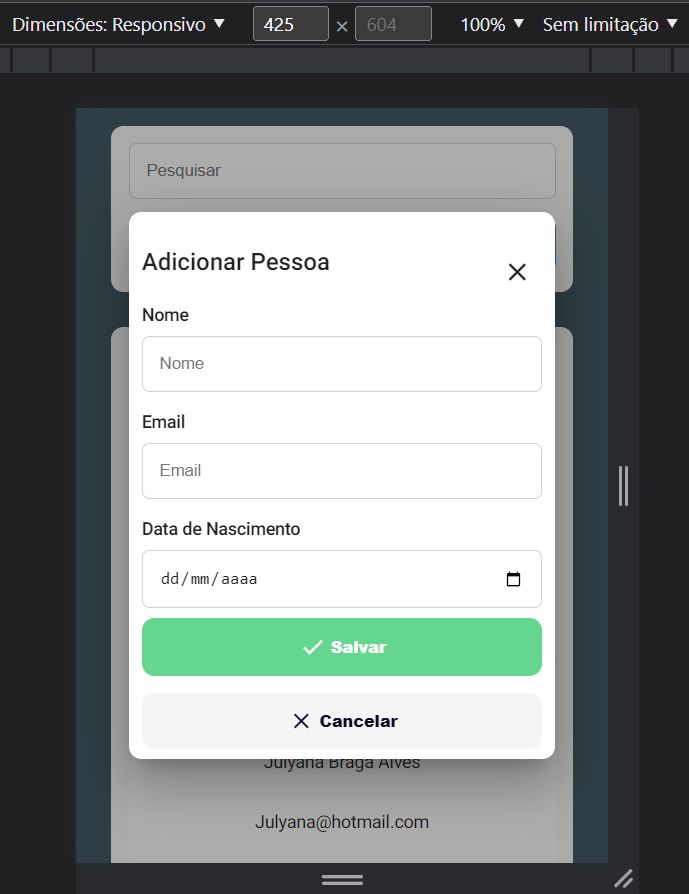 Dimensões: Responsivo ▼ 425 × 604 100% ▼ Sem limitação ▼
Pesquisar
Adicionar Pessoa
Nome
Nome
Email
Email
Data de Nascimento
dd/mm/aaaa
Salvar
Cancelar
Julyana Braga Alves
Julyana@hotmail.com